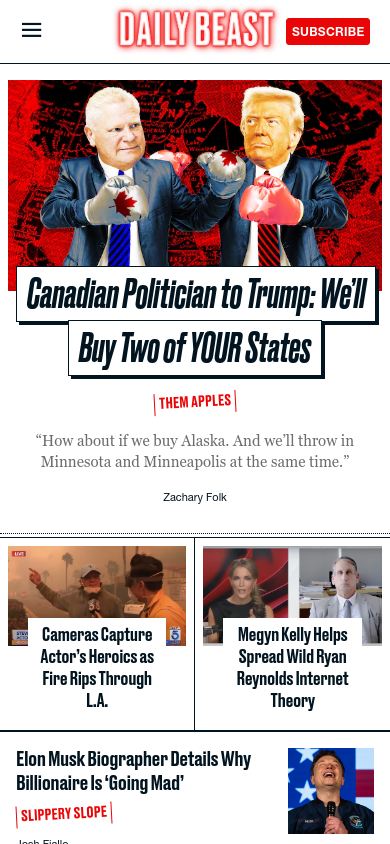 DAILY BEAST
SUBSCRIBE
Canadian Politician to Trump: We'll
Buy Two of YOUR States
THEM APPLES
“How about if we buy Alaska. And we’ll throw in
Minnesota and Minneapolis at the same time.”
Zachary Folk
LIVE
5
Cameras Capture
Actor’s Heroics as
Fire Rips Through
L.A.
Megyn Kelly Helps
Spread Wild Ryan
Reynolds Internet
Theory
Elon Musk Biographer Details Why
Billionaire Is ‘Going Mad’
SLIPPERY SLOPE
Josh Fiallo